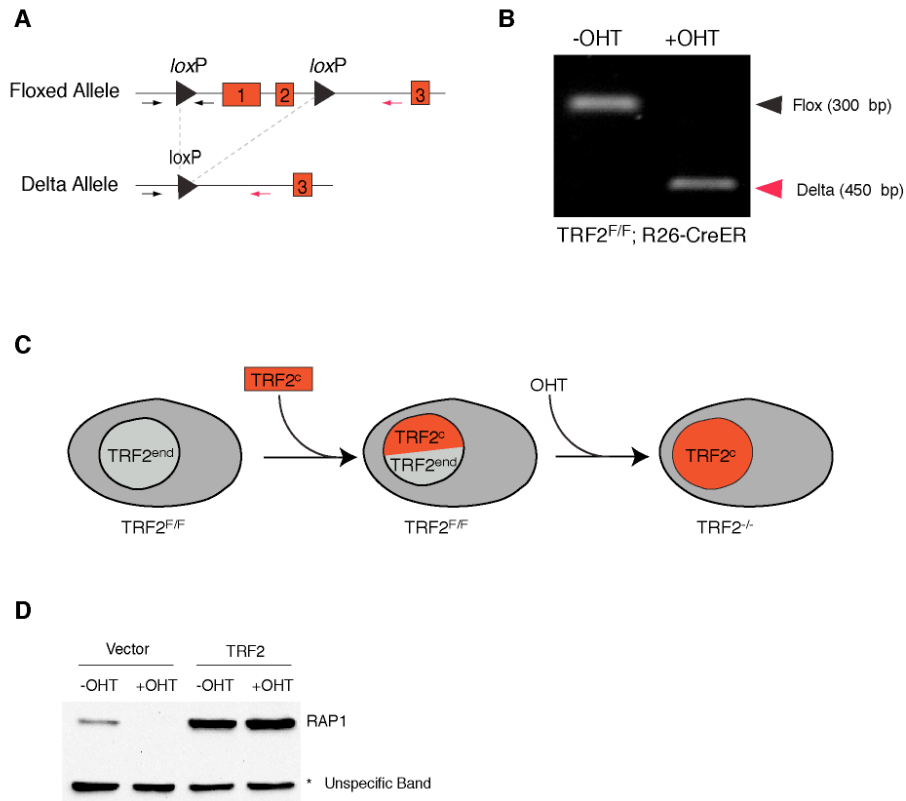 A
loxP
loxP
Floxed Allele
1
2
3
loxP
Delta Allele
3
B
-OHT
+OHT
Flox (300 bp)
Delta (450 bp)
TRF2F/F; R26-CreER
C
TRF2c
OHT
TRF2end
TRF2c
TRF2end
TRF2c
TRF2F/F
TRF2F/F
TRF2-/-
D
Vector
TRF2
-OHT
+OHT
-OHT
+OHT
RAP1
* Unspecific Band